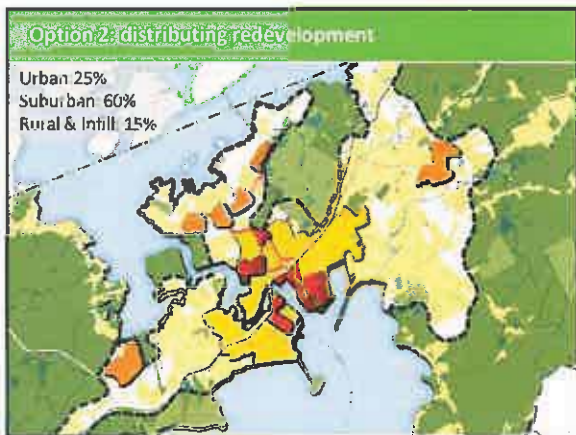 Option 2: distributing redevelopment
Urban 25%
Suburban 60%
Rural & Infill 15%